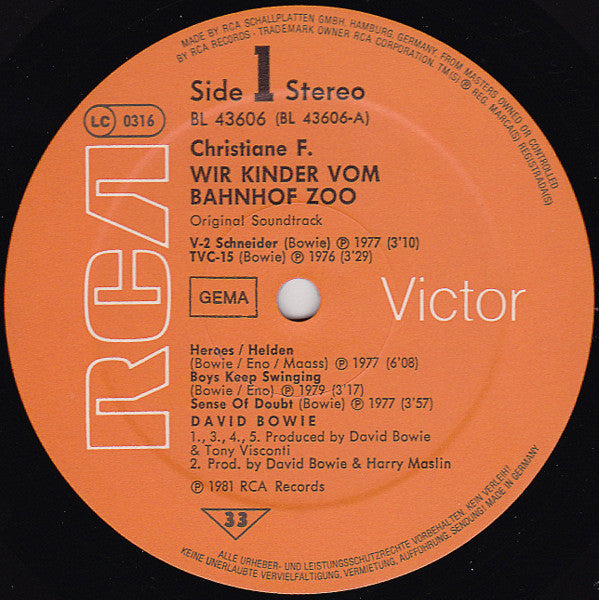 MADE BY RCA SCHALLPLATTEN GMBH, HAMBURG, GERMANY, FROM MASTERS OWNED OR CONTROLLED
BY RCA RECORDS · TRADEMARK OWNER RCA CORPORATION. TM(S) ® REG. MARCA(S) REGISTRADA(S)
Side 1 Stereo
BL 43606 (BL 43606-A)
LC 0316
Christiane F.
WIR KINDER VOM
BAHNHOF ZOO
Original Soundtrack
V-2 Schneider (Bowie) ℗ 1977 (3'10)
TVC-15 (Bowie) ℗ 1976 (3'29)
RCA
GEMA
Victor
Heroes / Helden
(Bowie / Eno / Maass) ℗ 1977 (6'08)
Boys Keep Swinging
(Bowie / Eno) ℗ 1979 (3'17)
Sense Of Doubt (Bowie) ℗ 1977 (3'57)
DAVID BOWIE
1., 3., 4., 5. Produced by David Bowie
& Tony Visconti
2. Prod. by David Bowie & Harry Maslin
℗ 1981 RCA Records
33
ALLE URHEBER- UND LEISTUNGSSCHUTZRECHTE VORBEHALTEN. KEIN VERLEIH!
KEINE UNERLAUBTE VERVIELFÄLTIGUNG, VERMIETUNG, AUFFÜHRUNG, SENDUNG! MADE IN GERMANY